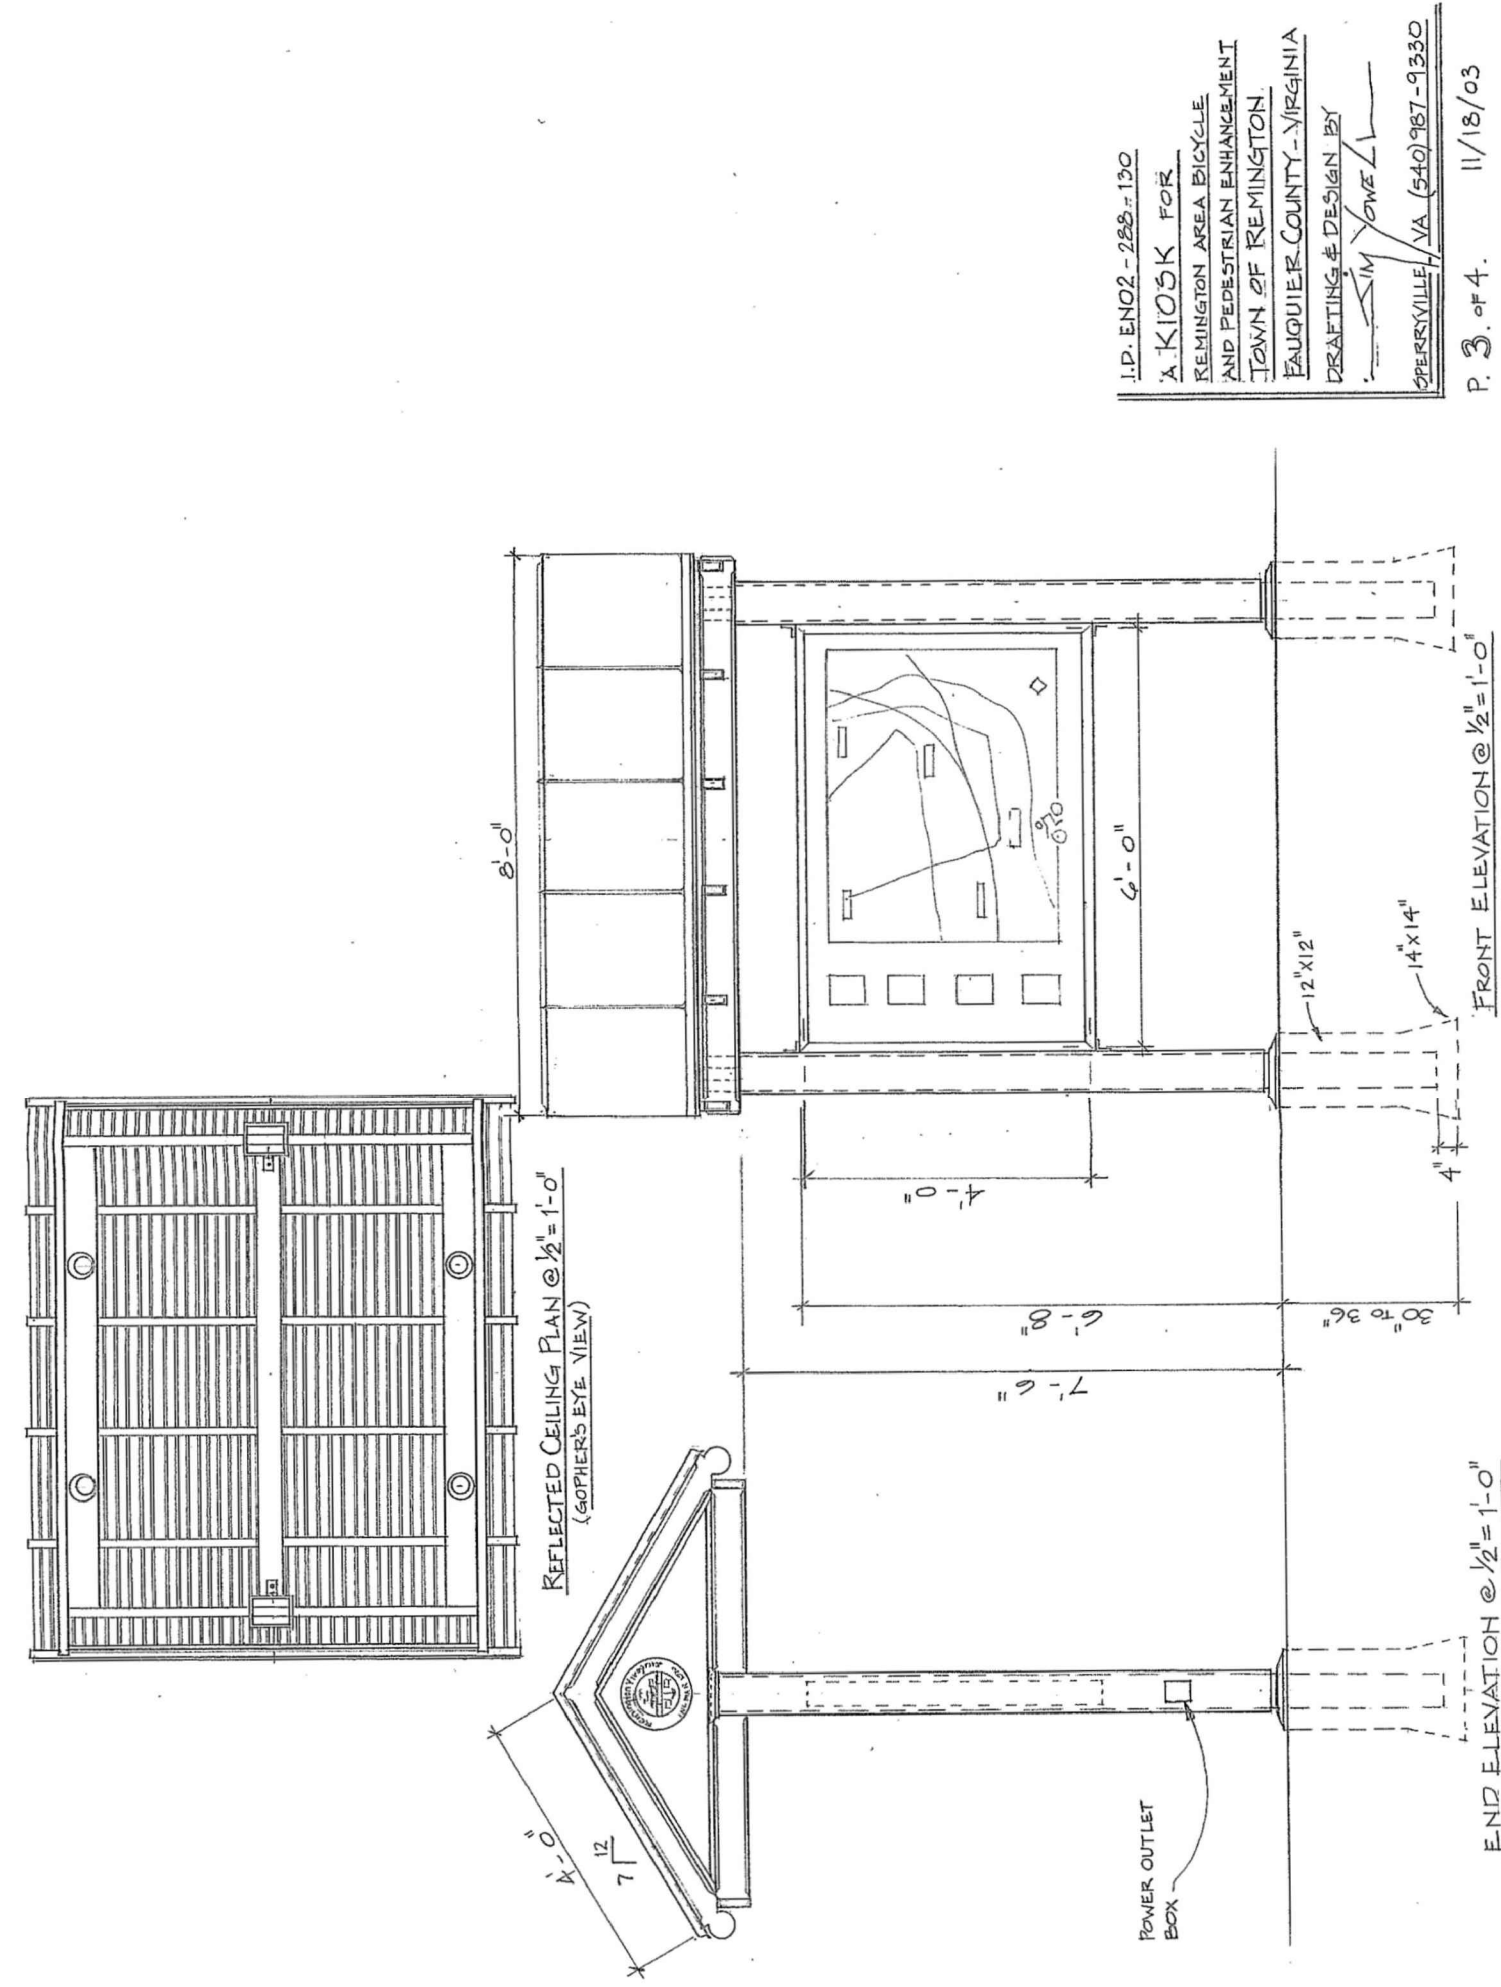 8'-0"
REFLECTED CEILING PLAN @ 1/2" = 1'-0"
(GOPHER'S EYE VIEW)
4'-0"
7
12
7'-6"
6'-8"
4'-0"
6'-0"
30" TO 36"
4"
12"X12"
14"X14"
POWER OUTLET
BOX
END ELEVATION @ 1/2" = 1'-0"
FRONT ELEVATION @ 1/2" = 1'-0"
I.D. EN02-288-130
A KIOSK FOR
REMINGTON AREA BICYCLE
AND PEDESTRIAN ENHANCEMENT
TOWN OF REMINGTON
FAUQUIER COUNTY-VIRGINIA
DRAFTING & DESIGN BY
JIM YOWELL
SPERRYVILLE, VA (540) 987-9330
P. 3. OF 4. 11/18/03